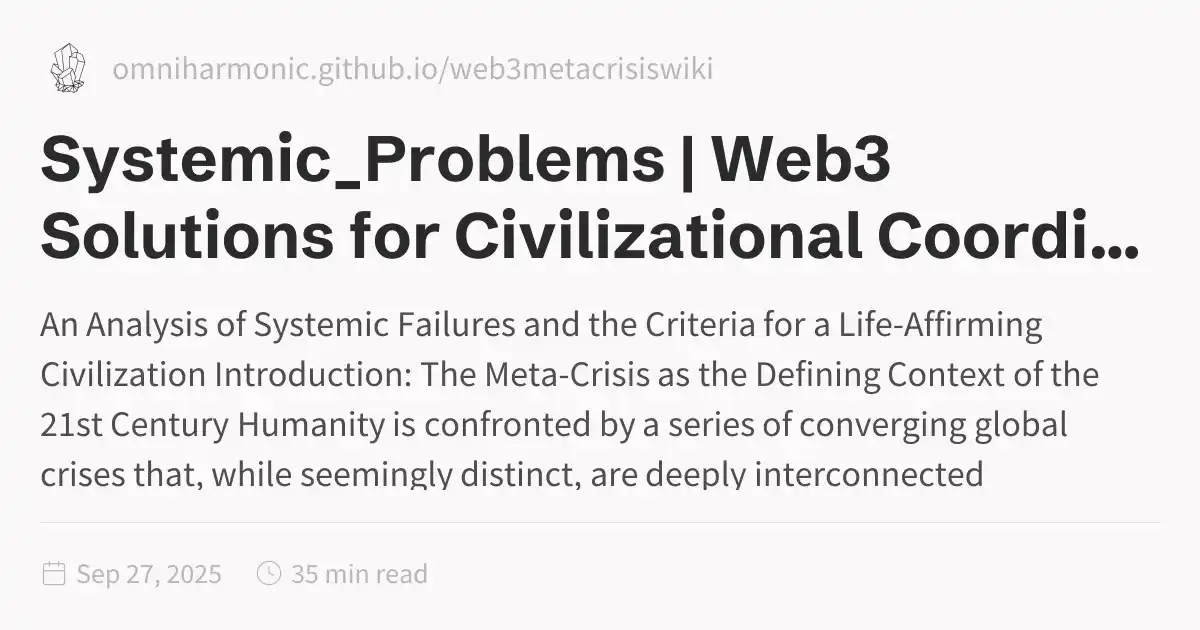 omniharmonic.github.io/web3metacrisiswiki
Systemic_Problems | Web3
Solutions for Civilizational Coordi...
An Analysis of Systemic Failures and the Criteria for a Life-Affirming
Civilization Introduction: The Meta-Crisis as the Defining Context of the
21st Century Humanity is confronted by a series of converging global
crises that, while seemingly distinct, are deeply interconnected
Sep 27, 2025 35 min read